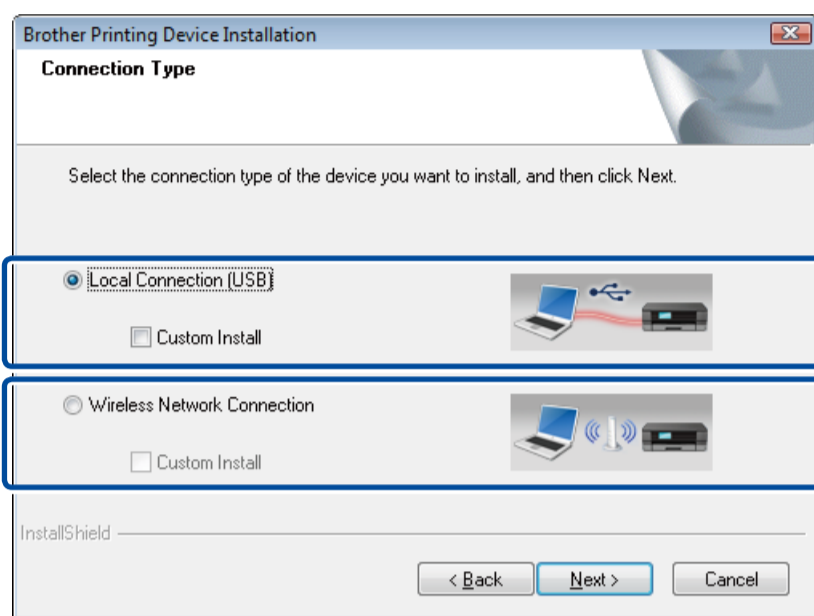 Brother Printing Device Installation
Connection Type
Select the connection type of the device you want to install, and then click Next.
Local Connection (USB)
Custom Install
Wireless Network Connection
Custom Install
InstallShield
< Back
Next >
Cancel